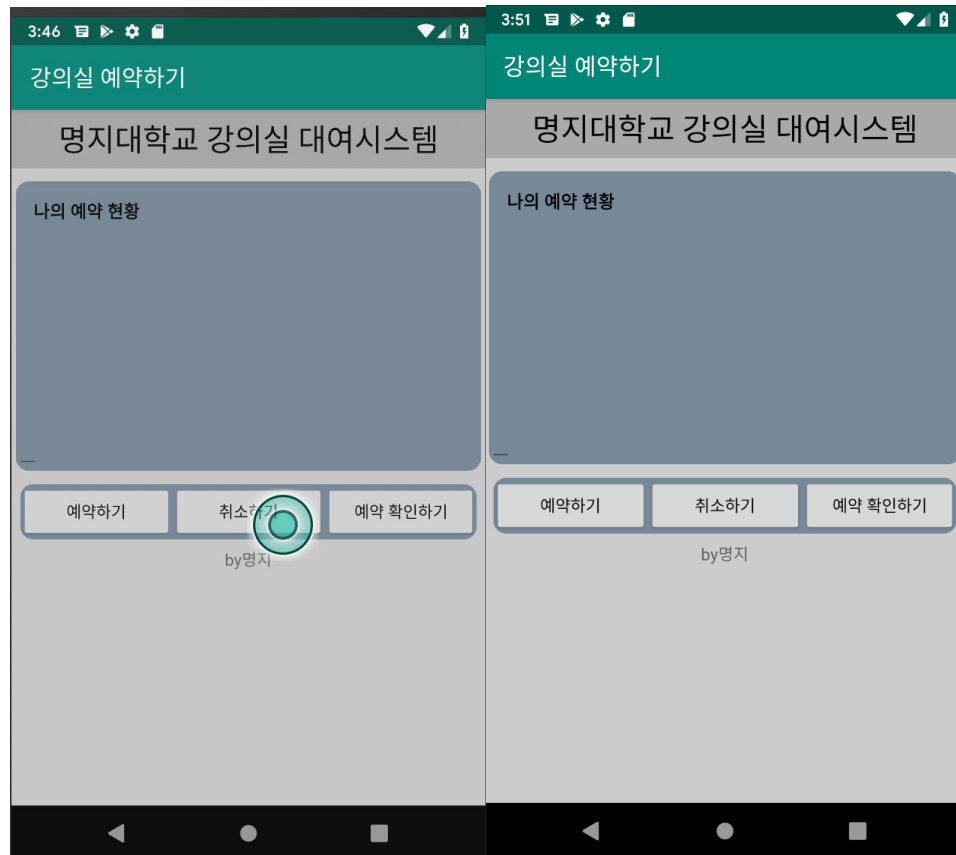 3:46
강의실 예약하기
명지대학교 강의실 대여시스템
나의 예약 현황
예약하기 취소하기 예약 확인하기
by명지
3:51
강의실 예약하기
명지대학교 강의실 대여시스템
나의 예약 현황
예약하기 취소하기 예약 확인하기
by명지